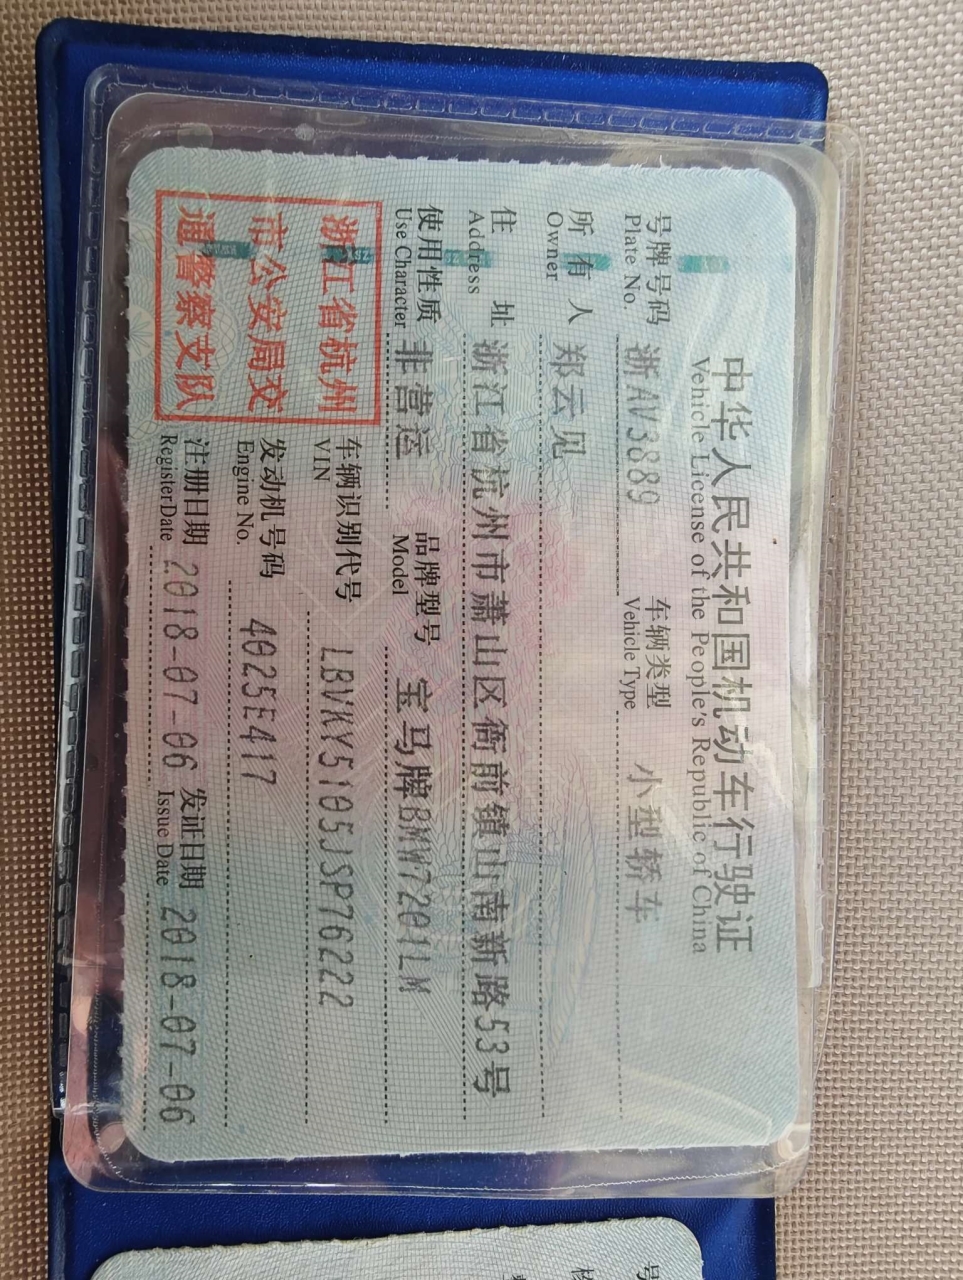 中华人民共和国机动车行驶证
Vehicle License of the People's Republic of China
号牌号码 浙AV3889 车辆类型 小型轿车
Plate No. Vehicle Type
所有人 郑云见
Owner
住址 浙江省杭州市萧山区衙前镇山南新路53号
Address
使用性质 非营运 品牌型号 宝马牌BMW7201LM
Use Character Model
浙江省杭州
市公安局交
通警察支队
车辆识别代号 LBVKY5105JSP76222
VIN
发动机号码 4025E417
Engine No.
注册日期 2018-07-06 发证日期 2018-07-06
Register Date Issue Date
号